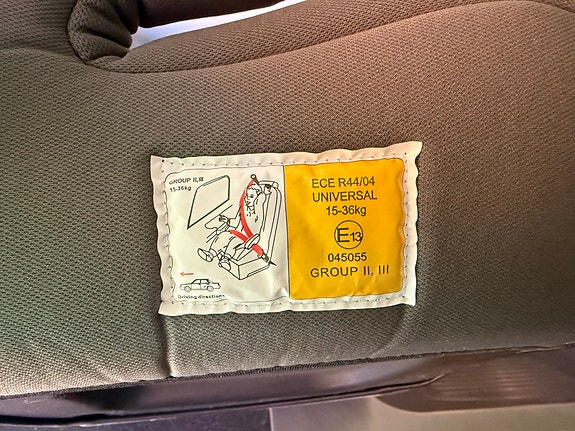 GROUP II,III
15-36kg
Driving directions
ECE R44/04
UNIVERSAL
15-36kg
E13
045055
GROUP II, III